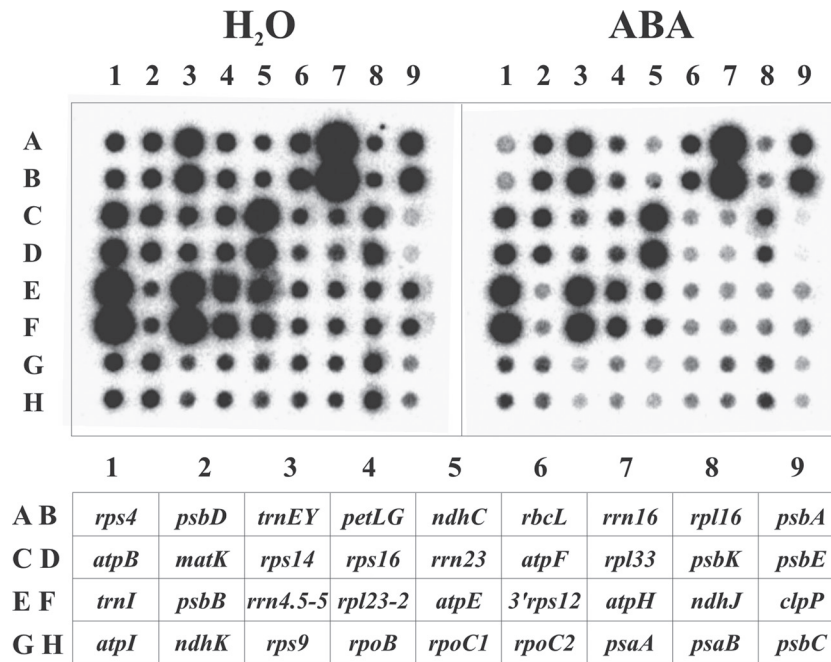 H₂O ABA
1 2 3 4 5 6 7 8 9 1 2 3 4 5 6 7 8 9
A
B
C
D
E
F
G
H
1 2 3 4 5 6 7 8 9
A B rps4 psbD trnEY petLG ndhC rbcL rrn16 rpl16 psbA
C D atpB matK rps14 rps16 rrn23 atpF rpl33 psbK psbE
E F trnI psbB rrn4.5-5 rpl23-2 atpE 3'rps12 atpH ndhJ clpP
G H atpI ndhK rps9 rpoB rpoC1 rpoC2 psaA psaB psbC